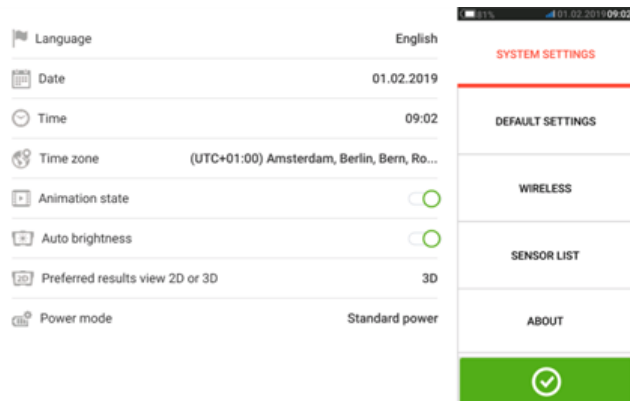 Language English
Date 01.02.2019
Time 09:02
Time zone (UTC+01:00) Amsterdam, Berlin, Bern, Ro...
Animation state
Auto brightness
2D Preferred results view 2D or 3D 3D
Power mode Standard power
81% 01.02.2019 09:02
SYSTEM SETTINGS
DEFAULT SETTINGS
WIRELESS
SENSOR LIST
ABOUT